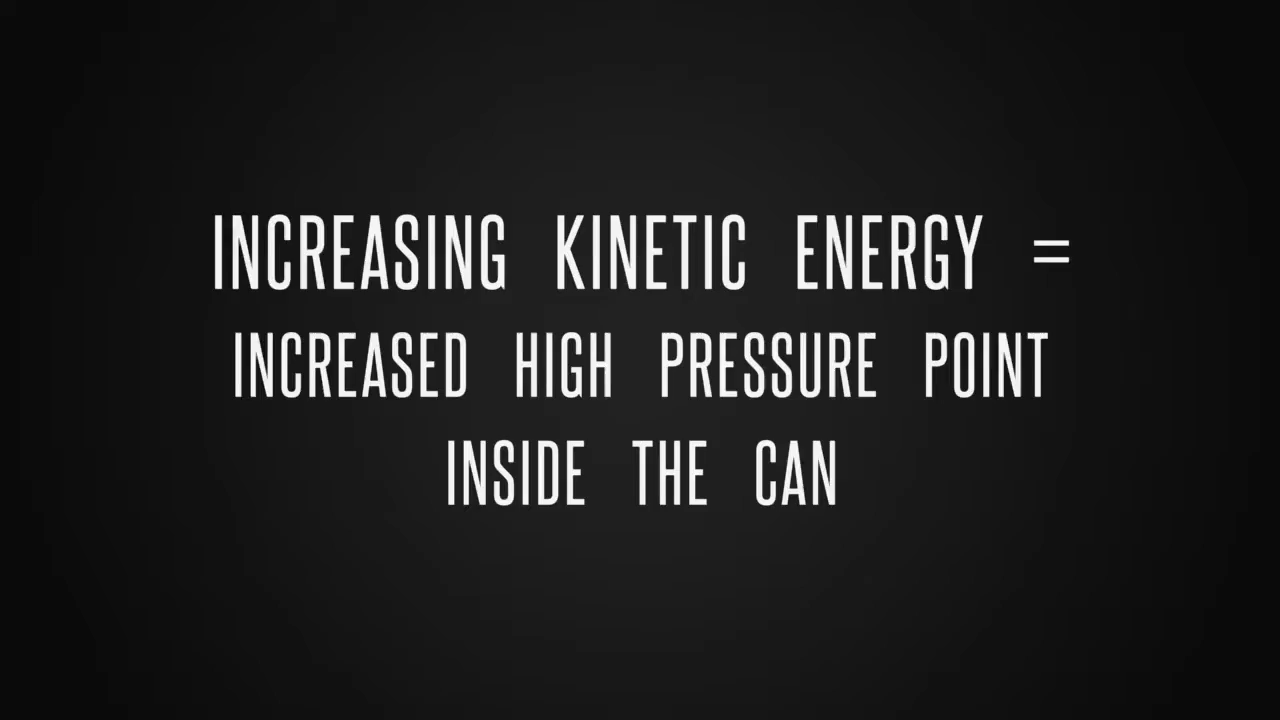 INCREASING KINETIC ENERGY =
INCREASED HIGH PRESSURE POINT
INSIDE THE CAN